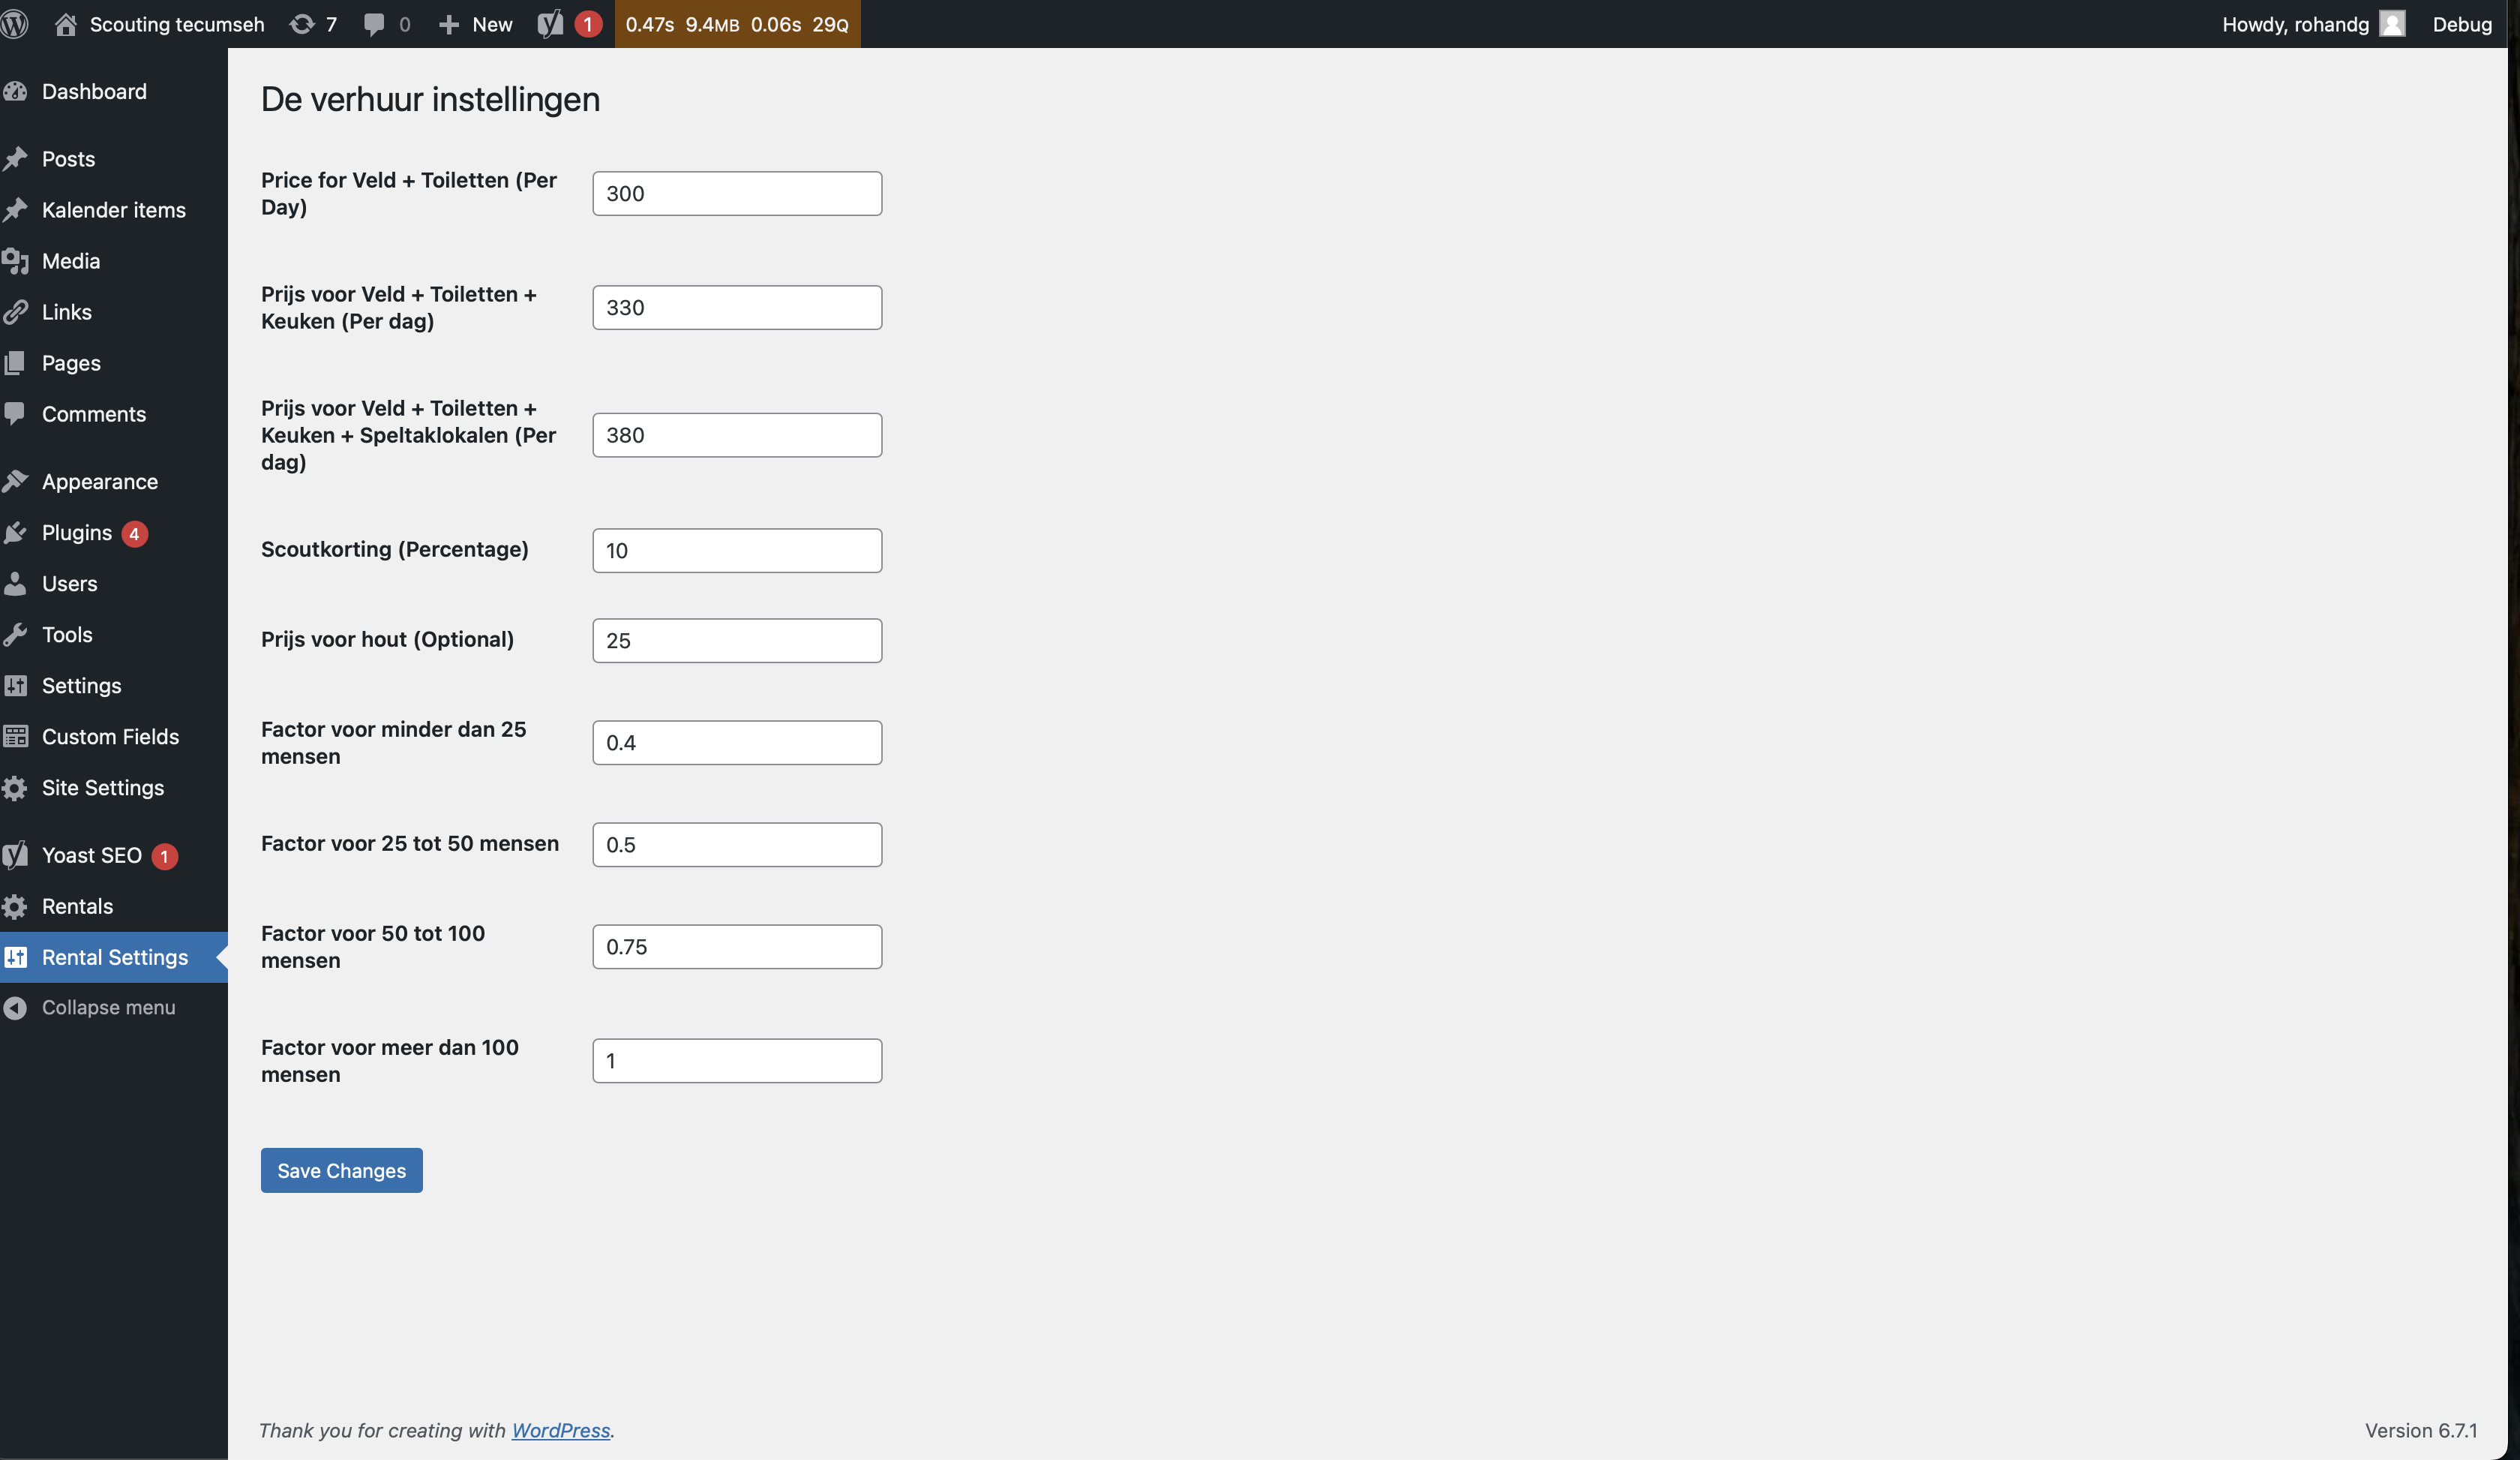 Scouting tecumseh 7 0 New 1 0.47s 9.4MB 0.06s 29Q Howdy, rohandg Debug
Dashboard
Posts
Kalender items
Media
Links
Pages
Comments
Appearance
Plugins 4
Users
Tools
Settings
Custom Fields
Site Settings
Yoast SEO 1
Rentals
Rental Settings
Collapse menu
De verhuur instellingen
Price for Veld + Toiletten (Per
Day)
300
Prijs voor Veld + Toiletten +
Keuken (Per dag)
330
Prijs voor Veld + Toiletten +
Keuken + Speltaklokalen (Per
dag)
380
Scoutkorting (Percentage)
10
Prijs voor hout (Optional)
25
Factor voor minder dan 25
mensen
0.4
Factor voor 25 tot 50 mensen
0.5
Factor voor 50 tot 100
mensen
0.75
Factor voor meer dan 100
mensen
1
Save Changes
Thank you for creating with WordPress.
Version 6.7.1